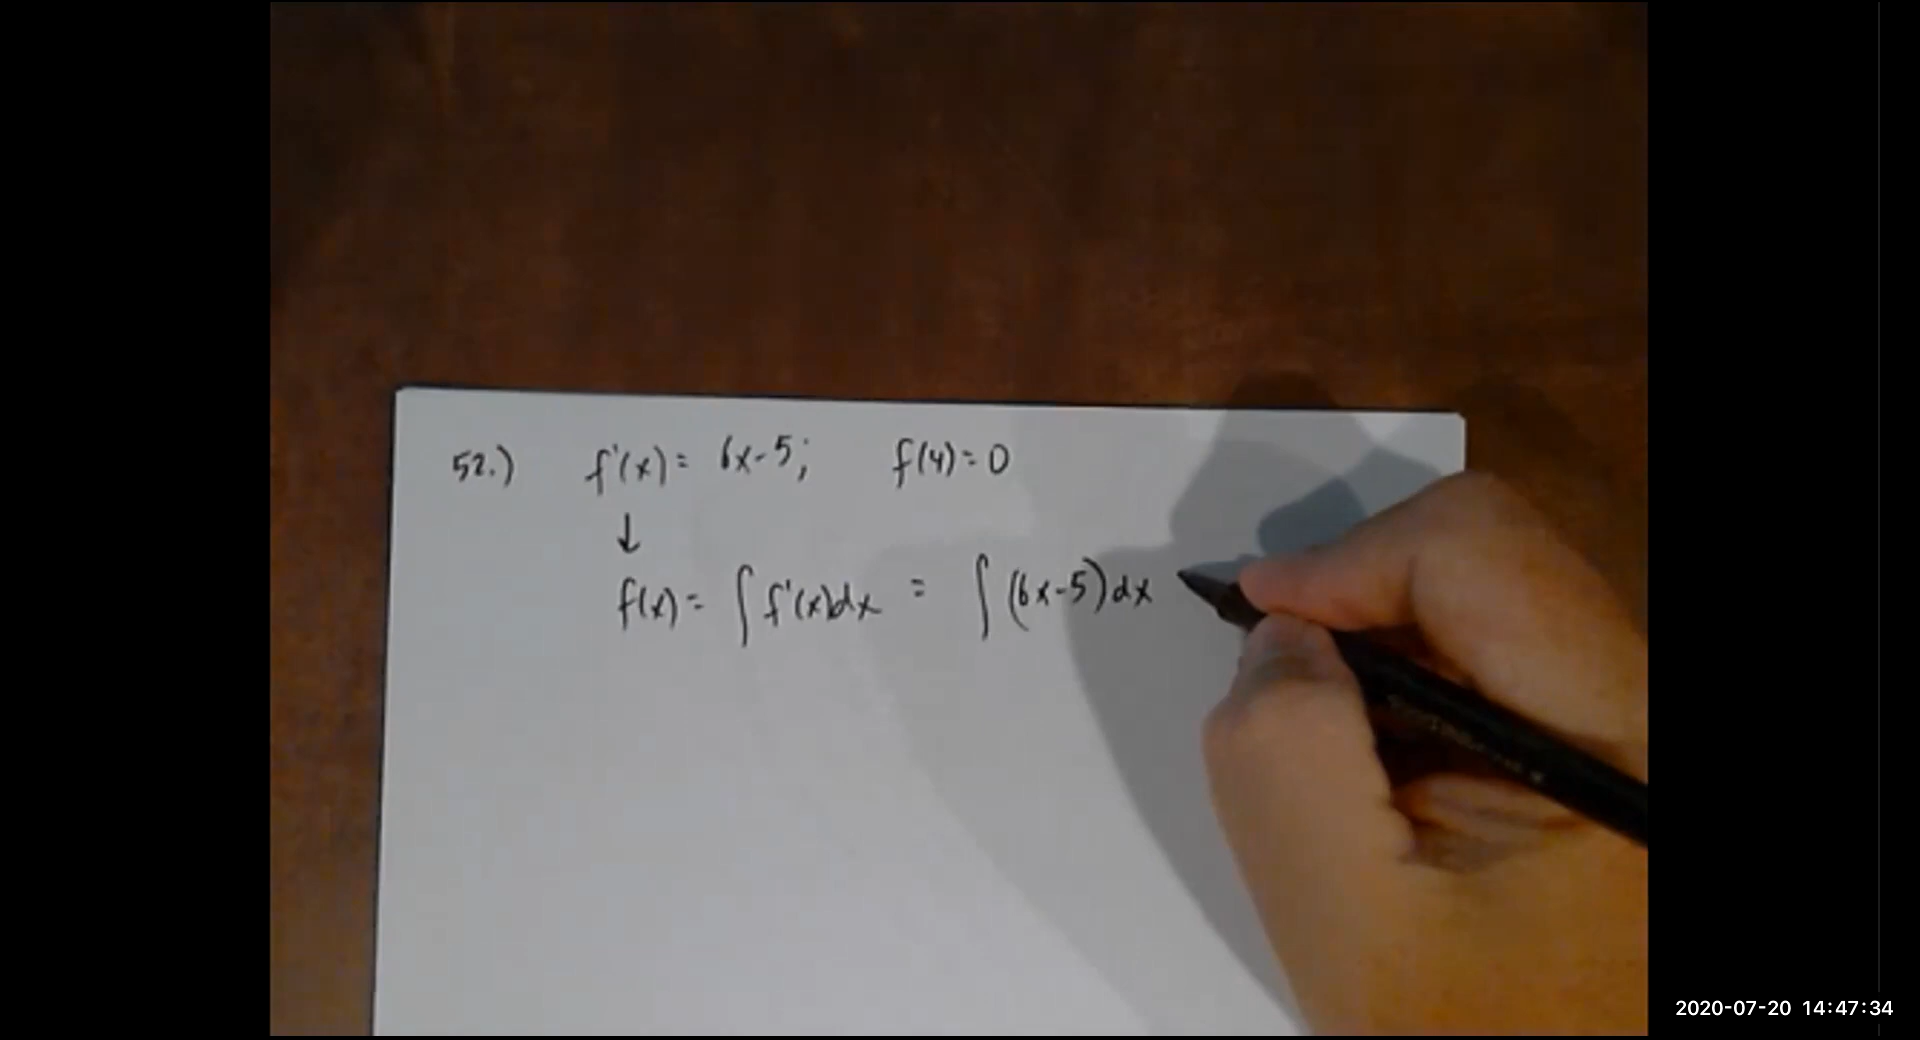 52.) f'(x) = 6x-5; f(4) = 0
↓
f(x) = ∫ f'(x)dx = ∫ (6x-5)dx
2020-07-20 14:47:34